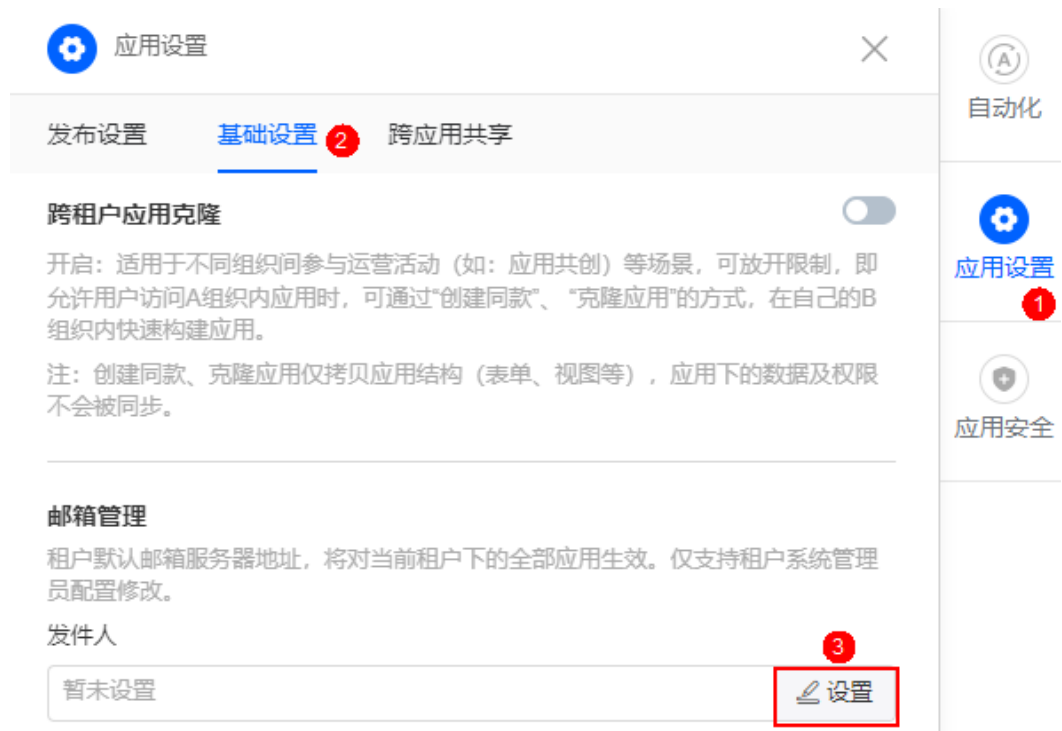 应用设置
发布设置 基础设置 2 跨应用共享
跨租户应用克隆
开启：适用于不同组织间参与运营活动（如：应用共创）等场景，可放开限制，即
允许用户访问A组织内应用时，可通过“创建同款”、 “克隆应用”的方式，在自己的B
组织内快速构建应用。
注：创建同款、克隆应用仅拷贝应用结构（表单、视图等），应用下的数据及权限
不会被同步。
邮箱管理
租户默认邮箱服务器地址，将对当前租户下的全部应用生效。仅支持租户系统管理
员配置修改。
发件人
3
暂未设置 设置
A
自动化
应用设置
1
应用安全